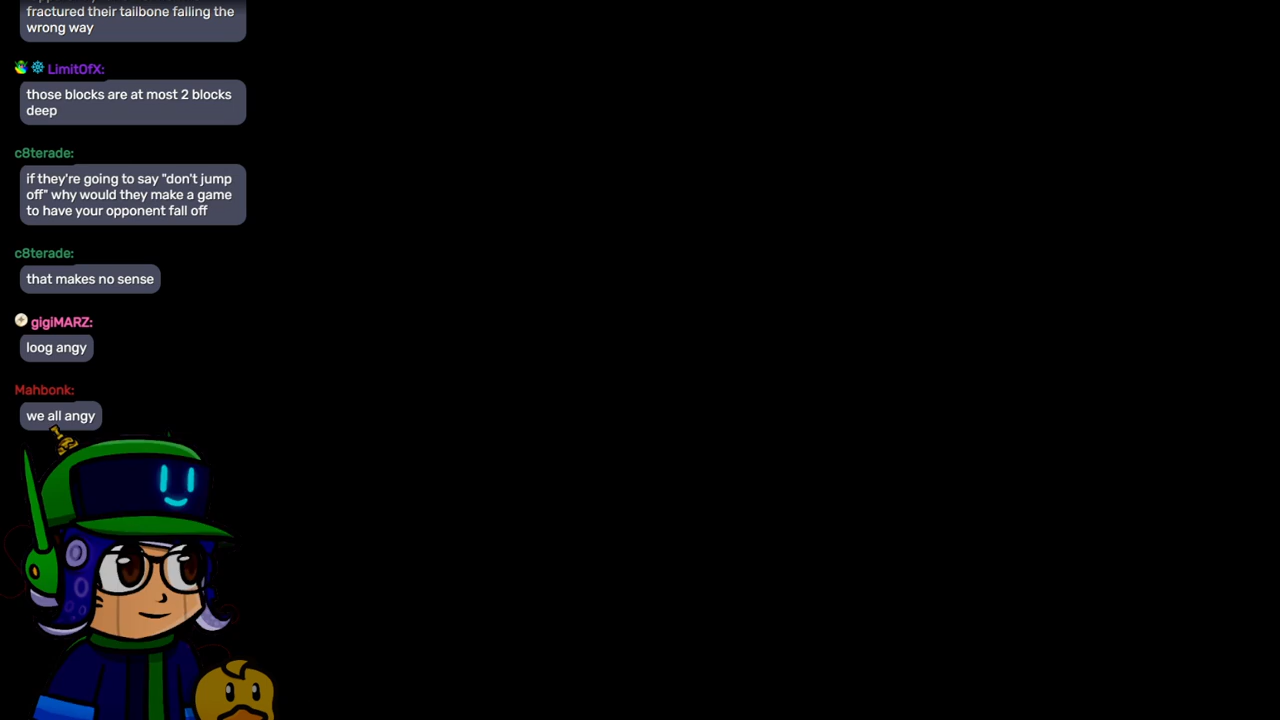 fractured their tailbone falling the
wrong way
LimitOfX:
those blocks are at most 2 blocks
deep
c8terade:
if they're going to say "don't jump
off" why would they make a game
to have your opponent fall off
c8terade:
that makes no sense
gigiMARZ:
loog angy
Mahbonk:
we all angy